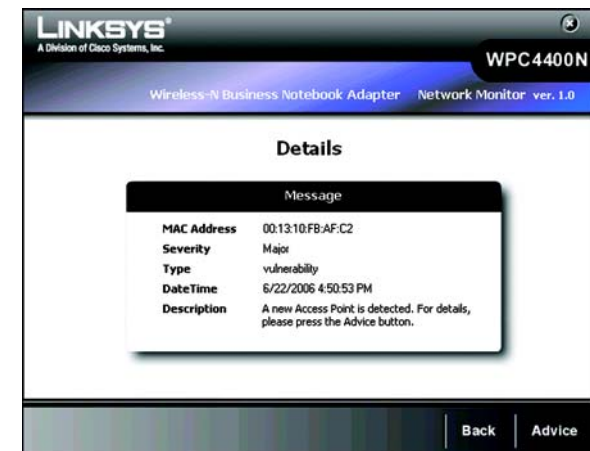 LINKSYS®
A Division of Cisco Systems, Inc.
WPC4400N
Wireless-N Business Notebook Adapter Network Monitor ver. 1.0
Details
Message
MAC Address 00:13:10:FB:AF:C2
Severity Major
Type vulnerability
DateTime 6/22/2006 4:50:53 PM
Description A new Access Point is detected. For details,
please press the Advice button.
Back Advice